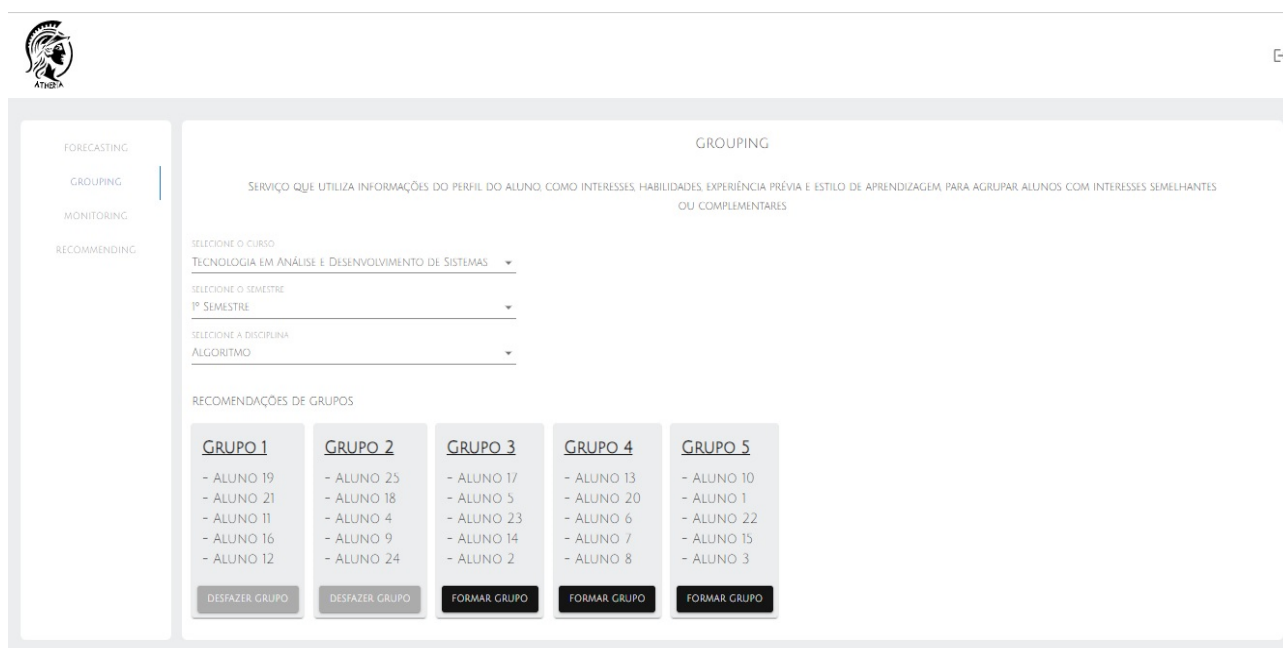 ATHENA
FORECASTING
GROUPING
MONITORING
RECOMMENDING
GROUPING
SERVIÇO QUE UTILIZA INFORMAÇÕES DO PERFIL DO ALUNO, COMO INTERESSES, HABILIDADES, EXPERIÊNCIA PRÉVIA E ESTILO DE APRENDIZAGEM, PARA AGRUPAR ALUNOS COM INTERESSES SEMELHANTES
OU COMPLEMENTARES
SELECIONE O CURSO
TECNOLOGIA EM ANÁLISE E DESENVOLVIMENTO DE SISTEMAS
SELECIONE O SEMESTRE
1º SEMESTRE
SELECIONE A DISCIPLINA
ALGORITMO
RECOMENDAÇÕES DE GRUPOS
GRUPO 1
- ALUNO 19
- ALUNO 21
- ALUNO 11
- ALUNO 16
- ALUNO 12
DESFAZER GRUPO
GRUPO 2
- ALUNO 25
- ALUNO 18
- ALUNO 4
- ALUNO 9
- ALUNO 24
DESFAZER GRUPO
GRUPO 3
- ALUNO 17
- ALUNO 5
- ALUNO 23
- ALUNO 14
- ALUNO 2
FORMAR GRUPO
GRUPO 4
- ALUNO 13
- ALUNO 20
- ALUNO 6
- ALUNO 7
- ALUNO 8
FORMAR GRUPO
GRUPO 5
- ALUNO 10
- ALUNO 1
- ALUNO 22
- ALUNO 15
- ALUNO 3
FORMAR GRUPO